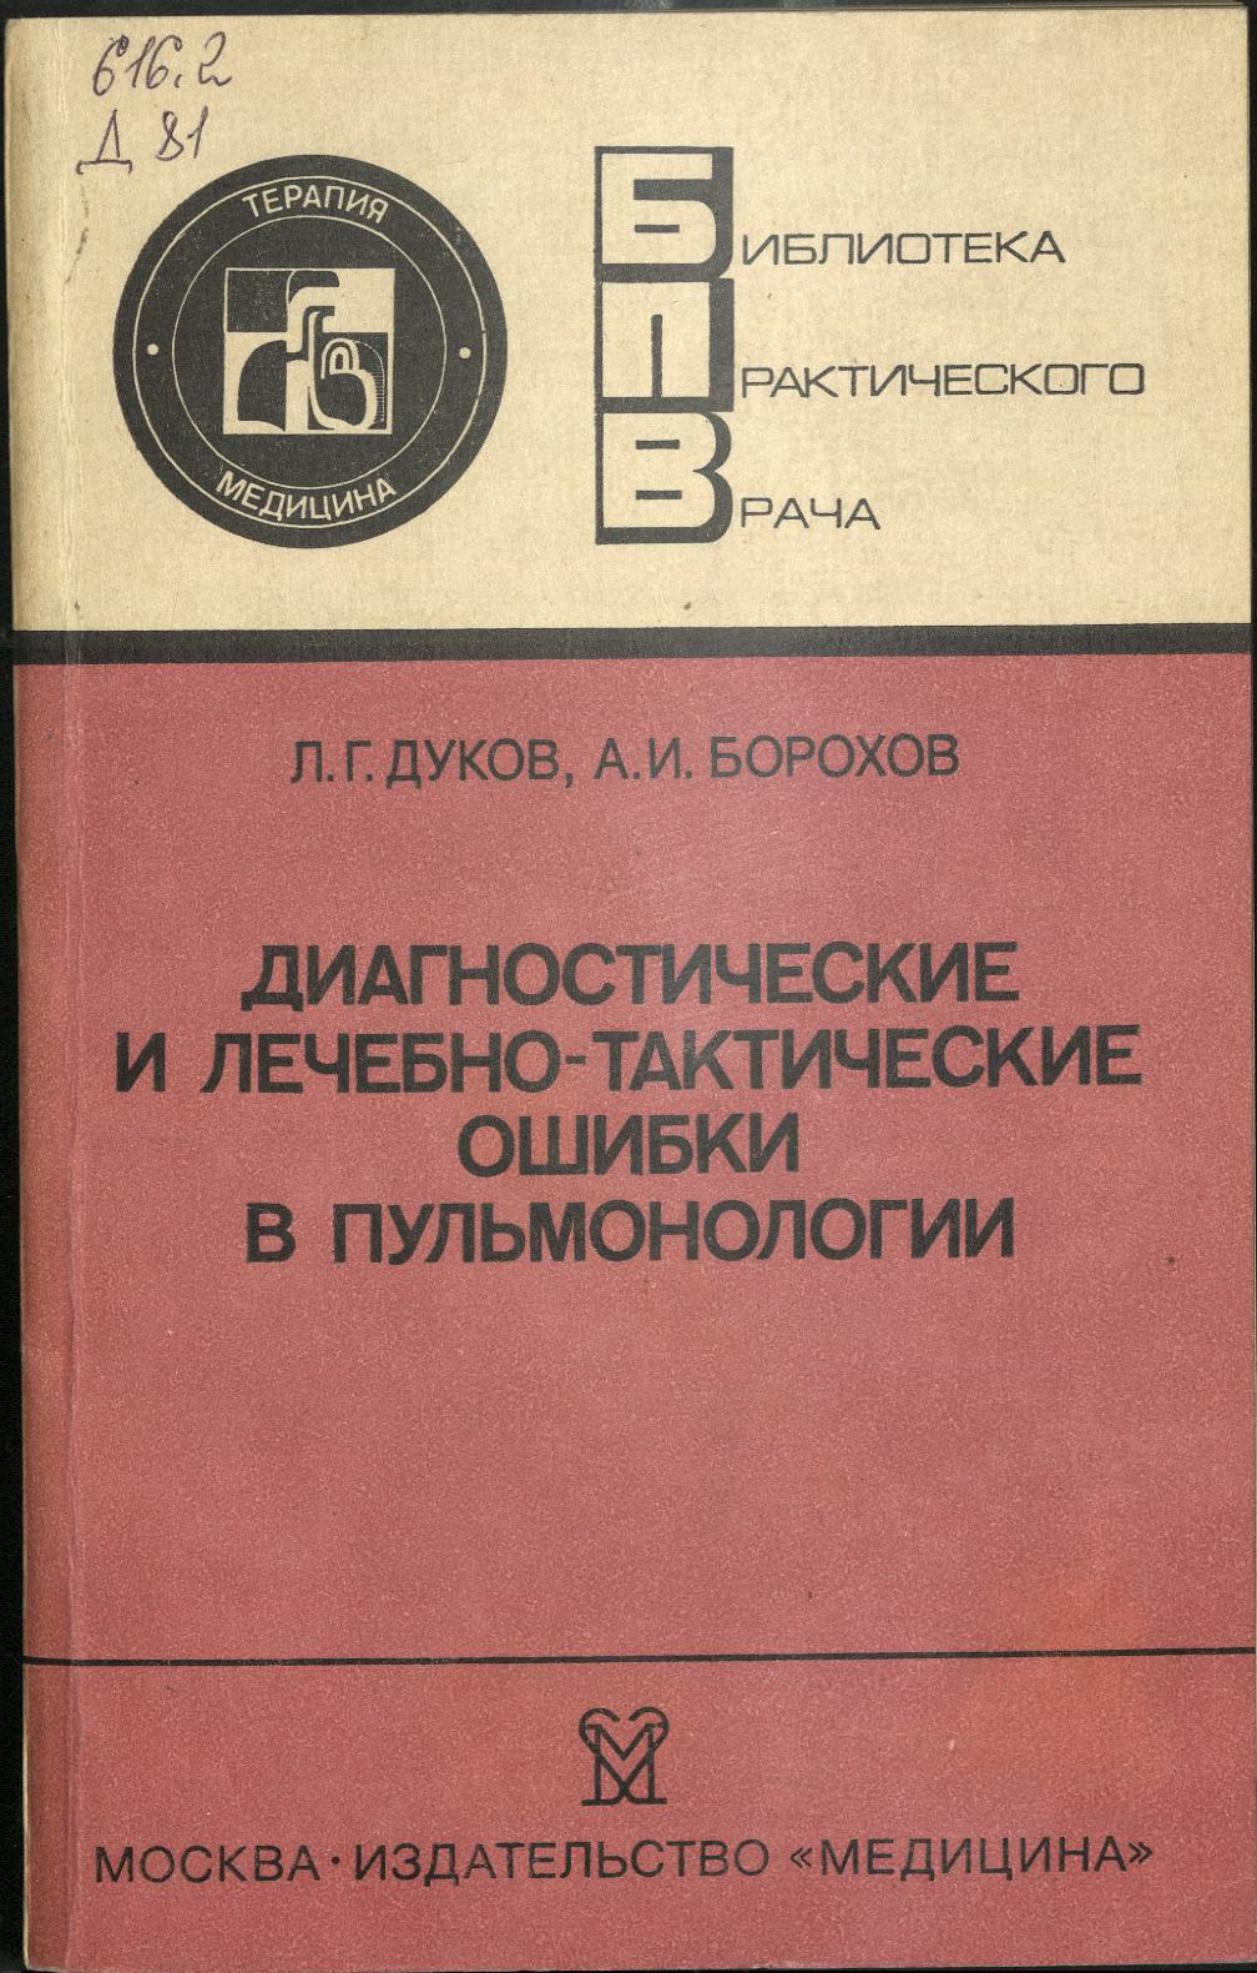 616.2
Д 81
ТЕРАПИЯ
МЕДИЦИНА
БИБЛИОТЕКА
ПРАКТИЧЕСКОГО
ВРАЧА
Л. Г. ДУКОВ, А. И. БОРОХОВ
ДИАГНОСТИЧЕСКИЕ
И ЛЕЧЕБНО-ТАКТИЧЕСКИЕ
ОШИБКИ
В ПУЛЬМОНОЛОГИИ
МОСКВА · ИЗДАТЕЛЬСТВО «МЕДИЦИНА»